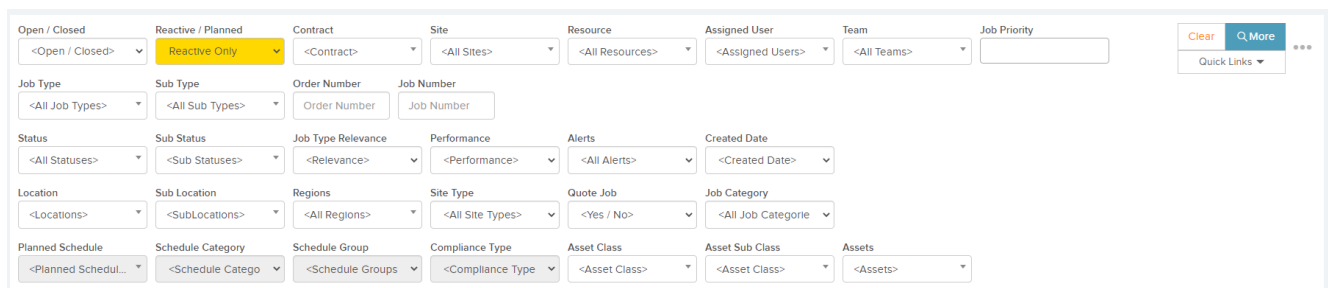 Open / Closed Reactive / Planned Contract Site Resource Assigned User Team Job Priority
<Open / Closed> Reactive Only <Contract> <All Sites> <All Resources> <Assigned Users> <All Teams> Clear More
Quick Links
Job Type Sub Type Order Number Job Number
<All Job Types> <All Sub Types> Order Number Job Number
Status Sub Status Job Type Relevance Performance Alerts Created Date
<All Statuses> <Sub Statuses> <Relevance> <Performance> <All Alerts> <Created Date>
Location Sub Location Regions Site Type Quote Job Job Category
<Locations> <SubLocations> <All Regions> <All Site Types> <Yes / No> <All Job Categorie
Planned Schedule Schedule Category Schedule Group Compliance Type Asset Class Asset Sub Class Assets
<Planned Schedul... <Schedule Catego <Schedule Groups <Compliance Type <Asset Class> <Asset Class> <Assets>